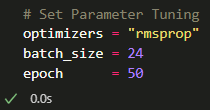 # Set Parameter Tuning
optimizers = "rmsprop"
batch_size = 24
epoch = 50
✓ 0.0s